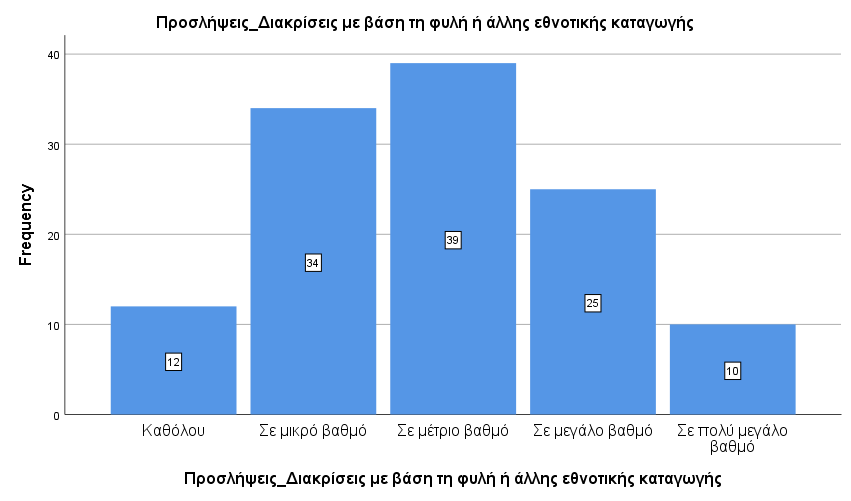 Προσλήψεις_Διακρίσεις με βάση τη φυλή ή άλλης εθνοτικής καταγωγής
40
30
20
10
0
Frequency
12
34
39
25
10
Καθόλου
Σε μικρό βαθμό
Σε μέτριο βαθμό
Σε μεγάλο βαθμό
Σε πολύ μεγάλο
βαθμό
Προσλήψεις_Διακρίσεις με βάση τη φυλή ή άλλης εθνοτικής καταγωγής